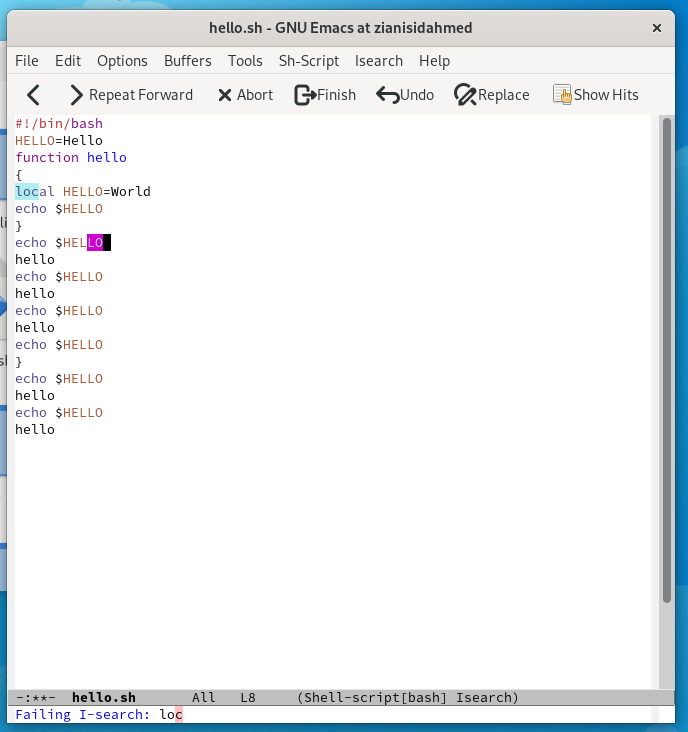 hello.sh - GNU Emacs at zianisidahmed
File Edit Options Buffers Tools Sh-Script Isearch Help
Repeat Forward Abort Finish Undo Replace Show Hits
#!/bin/bash
HELLO=Hello
function hello
{
local HELLO=World
echo $HELLO
}
echo $HELLO
hello
echo $HELLO
hello
echo $HELLO
hello
echo $HELLO
}
echo $HELLO
hello
echo $HELLO
hello
-:**- hello.sh All L8 (Shell-script[bash] Isearch)
Failing I-search: loc